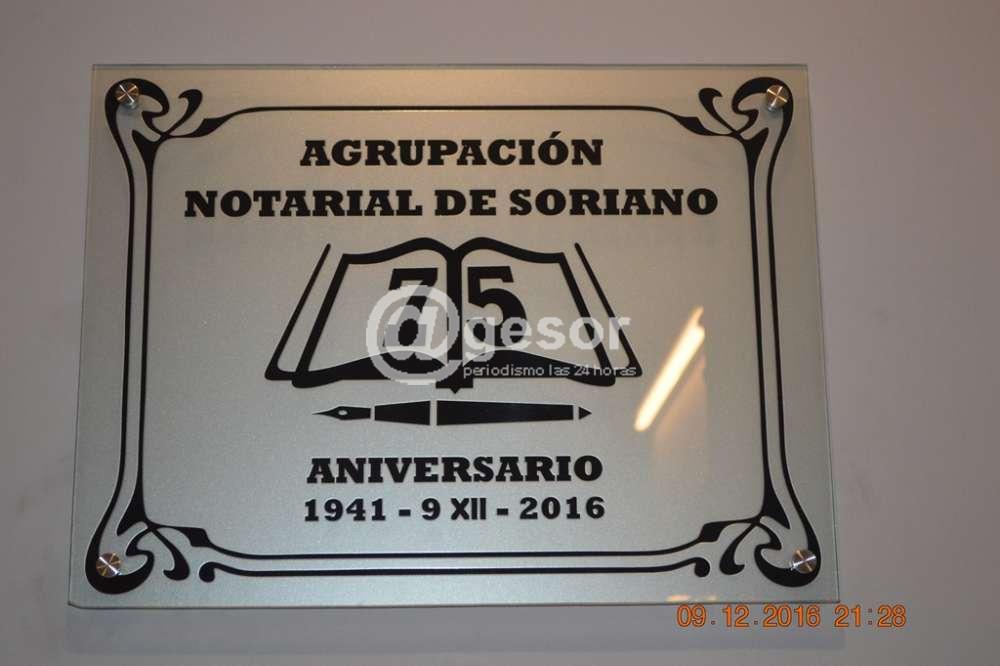 AGRUPACIÓN
NOTARIAL DE SORIANO
75
@gesor
periodismo las 24 horas
ANIVERSARIO
1941 - 9 XII - 2016
09.12.2016 21:28